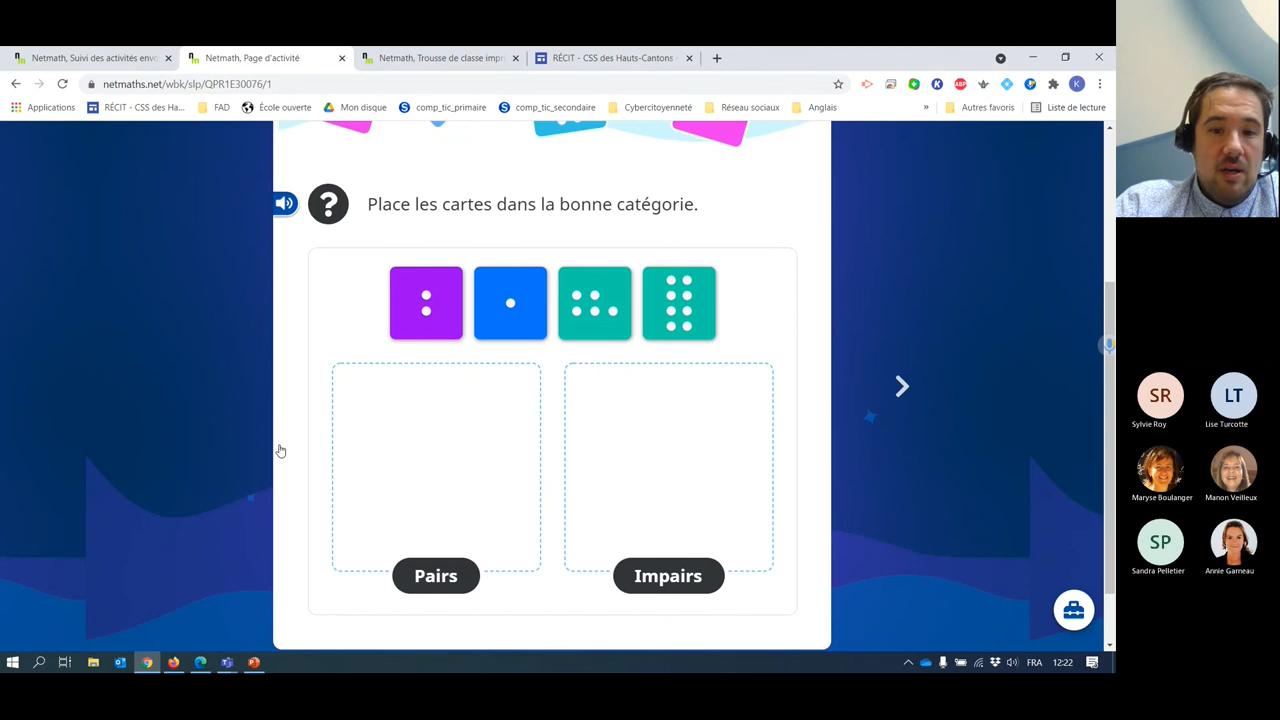 Netmath, Suivi des activités envo
Netmath, Page d'activité
Netmath, Trousse de classe impr
RÉCIT - CSS des Hauts-Cantons
netmaths.net/wbk/slp/QPR1E30076/1
K
Applications
RÉCIT - CSS des Ha...
FAD
École ouverte
Mon disque
comp_tic_primaire
comp_tic_secondaire
Cybercitoyenneté
Réseau sociaux
Anglais
»
Autres favoris
Liste de lecture
? Place les cartes dans la bonne catégorie.
Pairs
Impairs
SR
LT
Sylvie Roy
Lise Turcotte
Maryse Boulanger
Manon Veilleux
SP
Sandra Pelletier
Annie Garneau
FRA
12:22